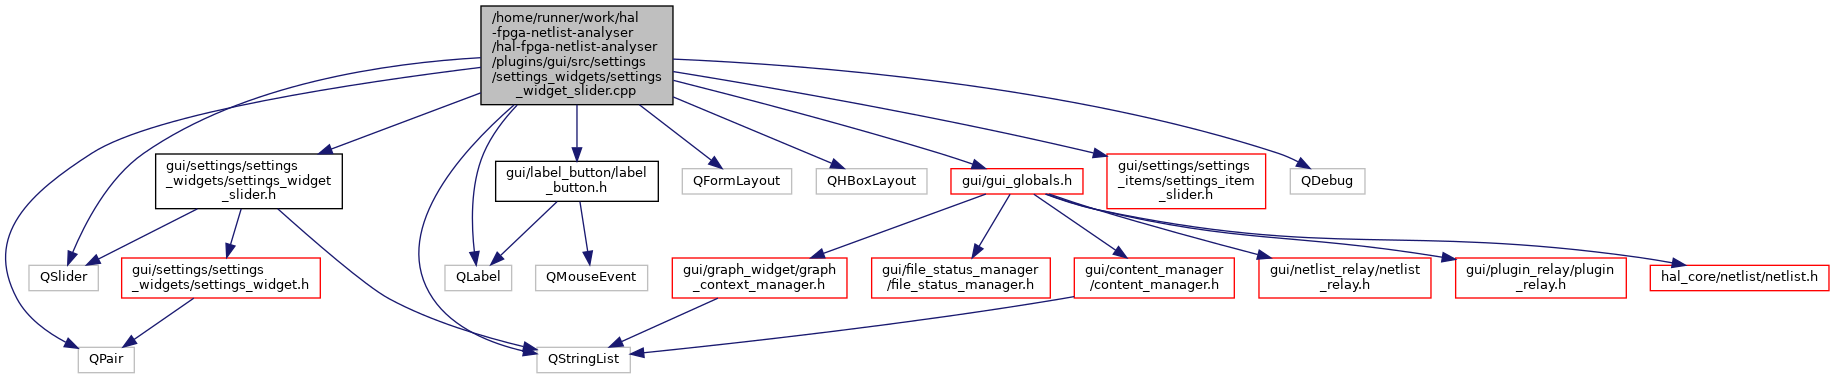 /home/runner/work/hal
-fpga-netlist-analyser
/hal-fpga-netlist-analyser
/plugins/gui/src/settings
/settings_widgets/settings
_widget_slider.cpp
gui/settings/settings
_widgets/settings_widget
_slider.h
gui/label_button/label
_button.h
QFormLayout
QHBoxLayout
gui/gui_globals.h
gui/settings/settings
_items/settings_item
_slider.h
QDebug
QSlider
gui/settings/settings
_widgets/settings_widget.h
QLabel
QMouseEvent
gui/graph_widget/graph
_context_manager.h
gui/file_status_manager
/file_status_manager.h
gui/content_manager
/content_manager.h
gui/netlist_relay/netlist
_relay.h
gui/plugin_relay/plugin
_relay.h
hal_core/netlist/netlist.h
QPair
QStringList